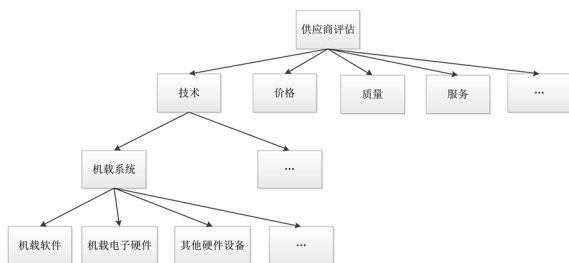 供应商评估
技术
价格
质量
服务
...
机载系统
...
机载软件
机载电子硬件
其他硬件设备
...